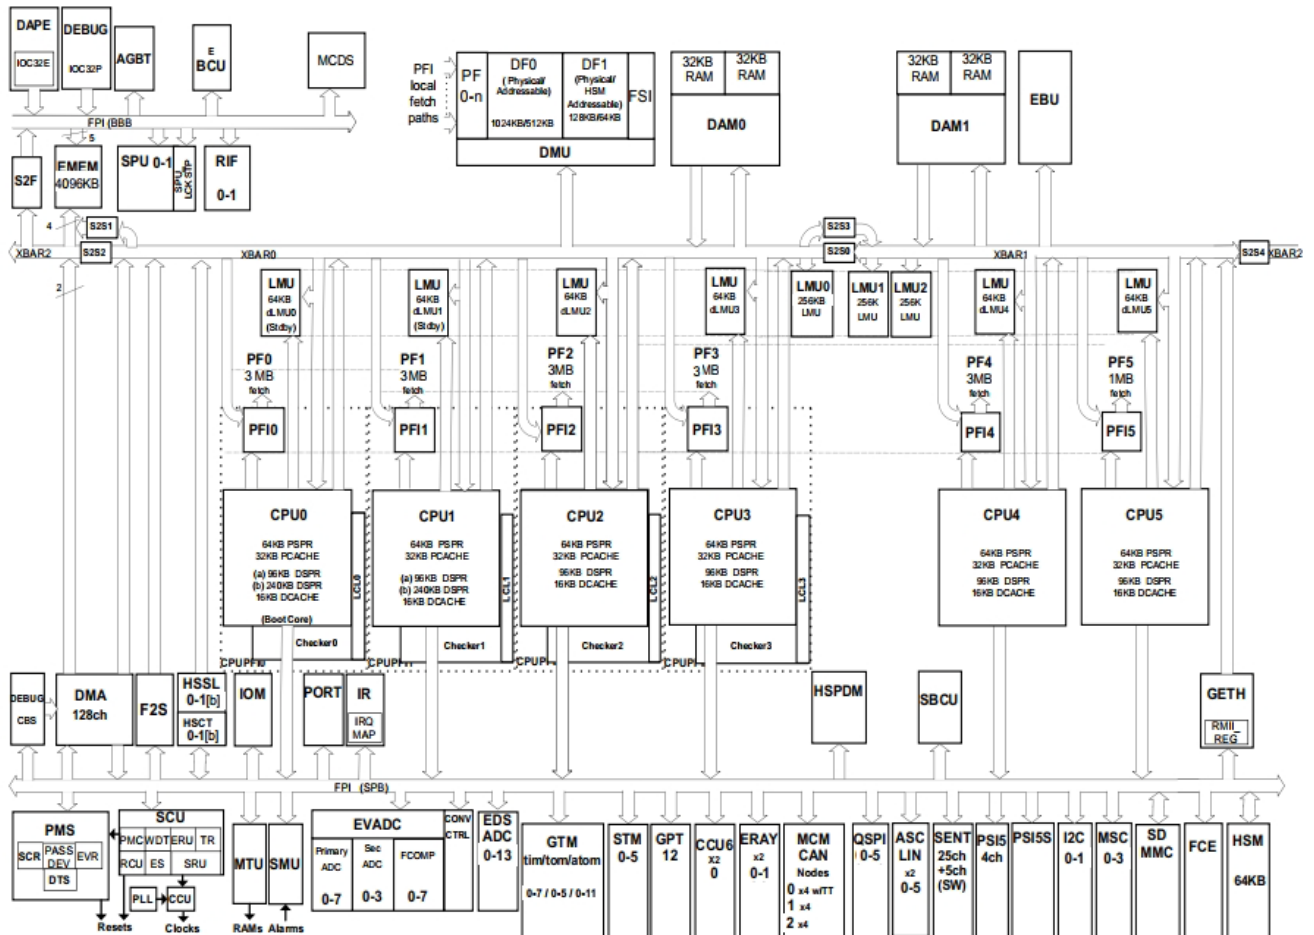 DAPE
IOC32E
DEBUG
IOC32P
AGBT
E
BCU
MCDS
PFI
local
fetch
paths
PF
0-n
DF0
(Physical/
Addressable)
1024KB/512KB
DF1
(Physical/
HSM
Addressable)
128KB/64KB
FSI
DMU
32KB
RAM
32KB
RAM
DAM0
32KB
RAM
32KB
RAM
DAM1
EBU
FPI (BBB
5
S2F
EMEM
4096KB
SPU 0-1
SPU
LCKSTP
RIF
0-1
4
S2S1
S2S2
S2S3
S2S0
S2S4
XBAR2
XBAR0
XBAR1
XBAR2
2
LMU
64KB
dLMU0
(Stdby)
LMU
64KB
dLMU1
(Stdby)
LMU
64KB
dLMU2
LMU
64KB
dLMU3
LMU0
256KB
LMU
LMU1
256K
LMU
LMU2
256K
LMU
LMU
64KB
dLMU4
LMU
64KB
dLMU5
PF0
3 MB
fetch
PF1
3MB
fetch
PF2
3MB
fetch
PF3
3 MB
fetch
PF4
3MB
fetch
PF5
1MB
fetch
PFI0
PFI1
PFI2
PFI3
PFI4
PFI5
CPU0
64KB PSPR
32KB PCACHE
(a) 96KB DSPR
(b) 240KB DSPR
16KB DCACHE
(Boot Core)
LCL0
Checker0
CPUPFI0
CPU1
64KB PSPR
32KB PCACHE
(a) 96KB DSPR
(b) 240KB DSPR
16KB DCACHE
LCL1
Checker1
CPU2
64KB PSPR
32KB PCACHE
96KB DSPR
16KB DCACHE
LCL2
Checker2
CPU3
64KB PSPR
32KB PCACHE
96KB DSPR
16KB DCACHE
LCL3
Checker3
CPU4
64KB PSPR
32KB PCACHE
96KB DSPR
16KB DCACHE
CPU5
64KB PSPR
32KB PCACHE
96KB DSPR
16KB DCACHE
DEBUG
CBS
DMA
128ch
F2S
HSSL
0-1[b]
HSCT
0-1[b]
IOM
PORT
IR
IRQ
MAP
HSPDM
SBCU
GETH
RMII_
REG
FPI (SPB)
PMS
SCR
PASS
DEV
EVR
DTS
SCU
PMC
WDT
ERU
TR
RCU
ES
SRU
PLL
CCU
Resets
Clocks
MTU
RAMs
SMU
Alarms
EVADC
Primary
ADC
0-7
Sec
ADC
0-3
FCOMP
0-7
CONV
CTRL
EDS
ADC
0-13
GTM
tim/tom/atom
0-7 / 0-5 / 0-11
STM
0-5
GPT
12
CCU6
x2
0
ERAY
x2
0-1
MCM
CAN
Nodes
0 x4 w/TT
1 x4
2 x4
QSPI
0-5
ASC
LIN
x2
0-5
SENT
25ch
+5ch
(SW)
PSI5
4ch
PSI5S
I2C
0-1
MSC
0-3
SD
MMC
FCE
HSM
64KB